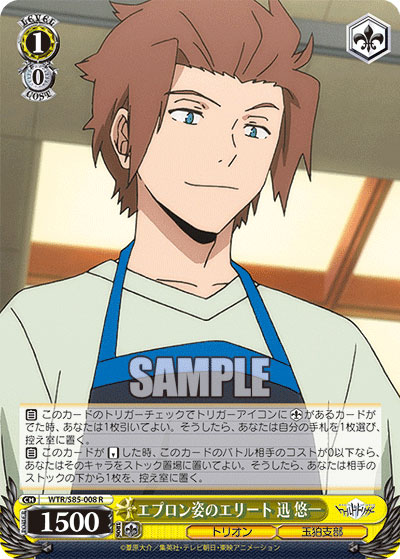 LEVEL
1
0
COST
SAMPLE
【自】 このカードのトリガーチェックでトリガーアイコンに
があるカードが
でた時、あなたは1枚引いてよい。そうしたら、あなたは自分の手札を1枚選び、
控え室に置く。
【自】 このカードが
した時、このカードのバトル相手のコストが0以下なら、
あなたはそのキャラをストック置場に置いてよい。そうしたら、相手のストック
の下から1枚を、控え室に置く。
CH WTR/S85-008 R
エプロン姿のエリート 迅 悠一
POWER
1500
SOUL
1
トリオン
玉狛支部
©葦原大介/集英社・テレビ朝日・東映アニメーション